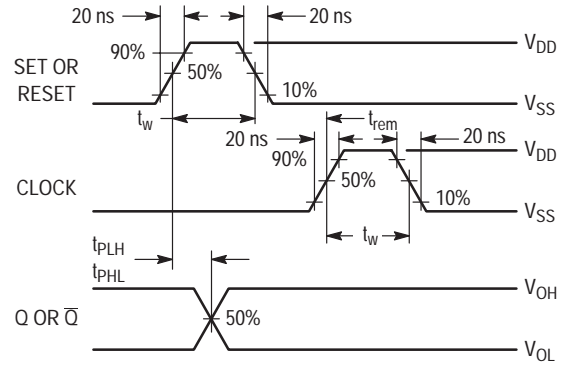 20 ns
20 ns
90%
50%
10%
V_DD
V_SS
SET OR
RESET
t_w
t_rem
20 ns
20 ns
90%
50%
10%
V_DD
V_SS
CLOCK
t_w
t_PLH
t_PHL
50%
V_OH
V_OL
Q OR Q̅